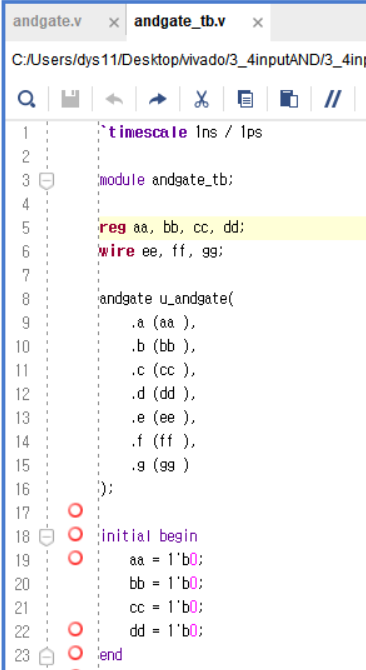 andgate.v × andgate_tb.v ×
C:/Users/dys11/Desktop/vivado/3_4inputAND/3_4inp
1 `timescale 1ns / 1ps
2
3 module andgate_tb;
4
5 reg aa, bb, cc, dd;
6 wire ee, ff, gg;
7
8 andgate u_andgate(
9 .a (aa ),
10 .b (bb ),
11 .c (cc ),
12 .d (dd ),
13 .e (ee ),
14 .f (ff ),
15 .g (gg )
16 );
17
18 initial begin
19 aa = 1'b0;
20 bb = 1'b0;
21 cc = 1'b0;
22 dd = 1'b0;
23 end